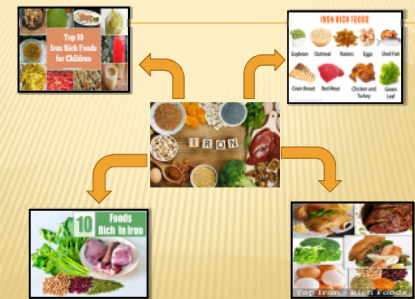 Top 10
Iron Rich Foods
for Children
IRON RICH FOODS
Soybean Oatmeal Raisins Eggs Shell Fish
Grain Bread Red Meat Chicken and Turkey Green Leaf
IRON
10 Foods
Rich In Iron
Top Iron - Rich Foods